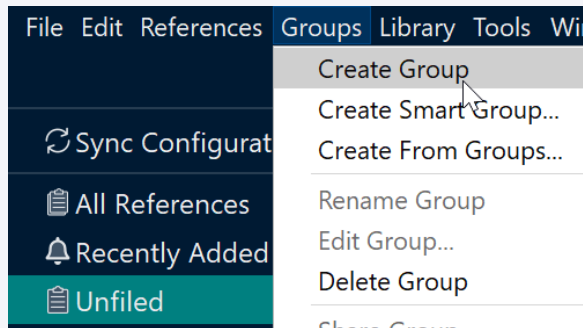 File Edit References Groups Library Tools
Create Group
Create Smart Group...
Sync Configurat
Create From Groups...
All References
Rename Group
Recently Added
Edit Group...
Unfiled
Delete Group